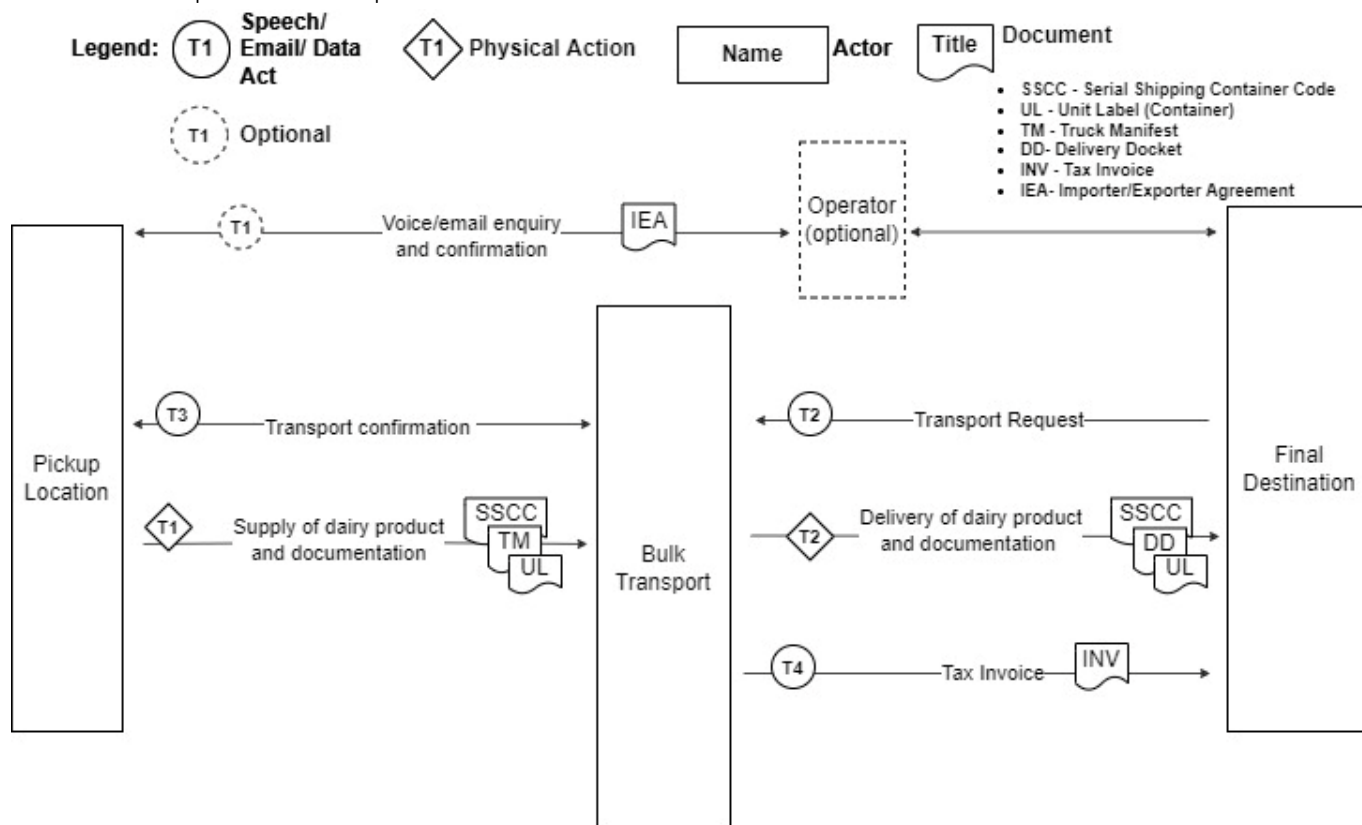 Legend:
T1
Speech/
Email/ Data
Act
T1
Physical Action
Name
Actor
Title
Document
• SSCC - Serial Shipping Container Code
• UL - Unit Label (Container)
• TM - Truck Manifest
• DD- Delivery Docket
• INV - Tax Invoice
• IEA- Importer/Exporter Agreement
T1
Optional
T1
Voice/email enquiry
and confirmation
IEA
Operator
(optional)
T3
Transport confirmation
T2
Transport Request
Pickup
Location
Final
Destination
T1
Supply of dairy product
and documentation
SSCC
TM
UL
Bulk
Transport
T2
Delivery of dairy product
and documentation
SSCC
DD
UL
T4
Tax Invoice
INV